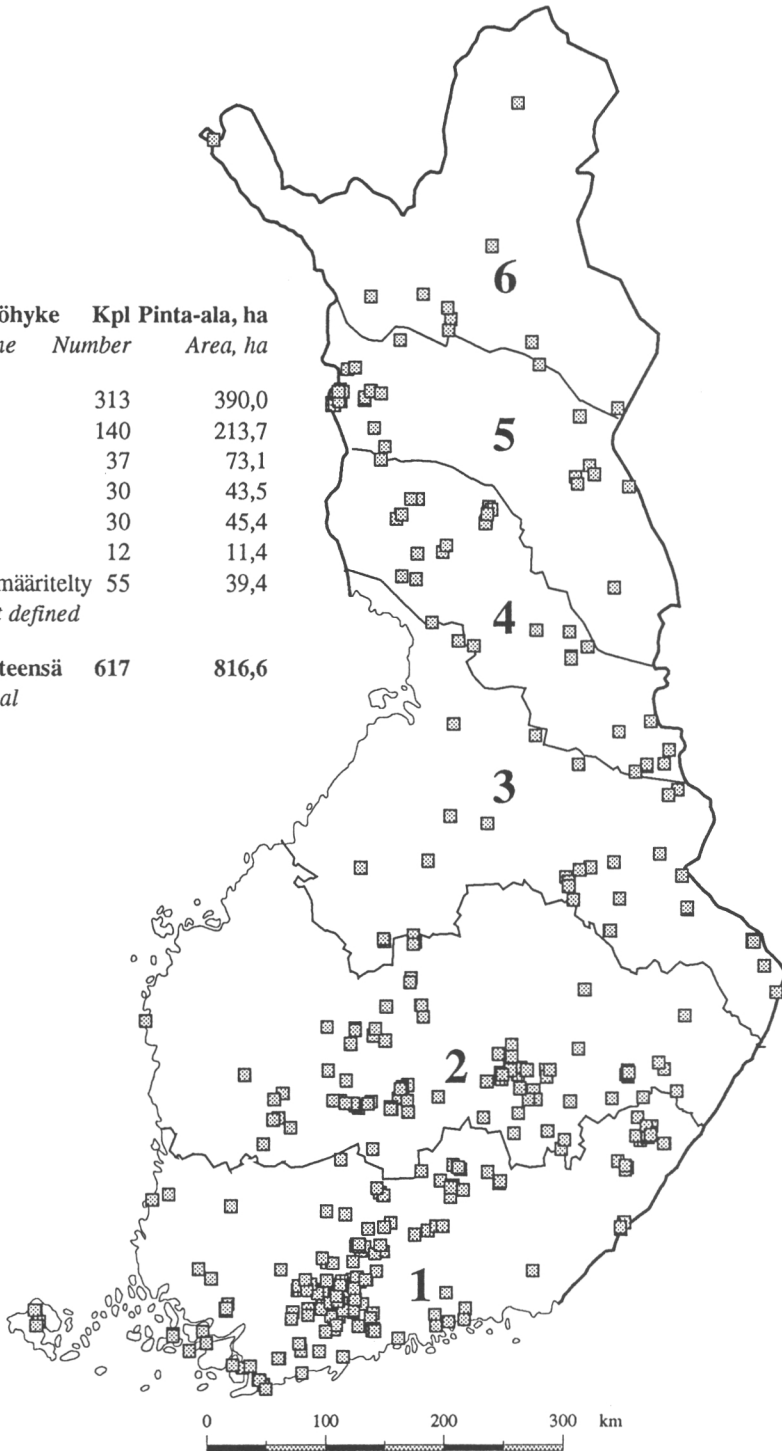 öhyke Kpl Pinta-ala, ha
ne Number Area, ha
313 390,0
140 213,7
37 73,1
30 43,5
30 45,4
12 11,4
määritelty 55 39,4
t defined
teensä 617 816,6
al
6
5
4
3
2
1
0 100 200 300 km